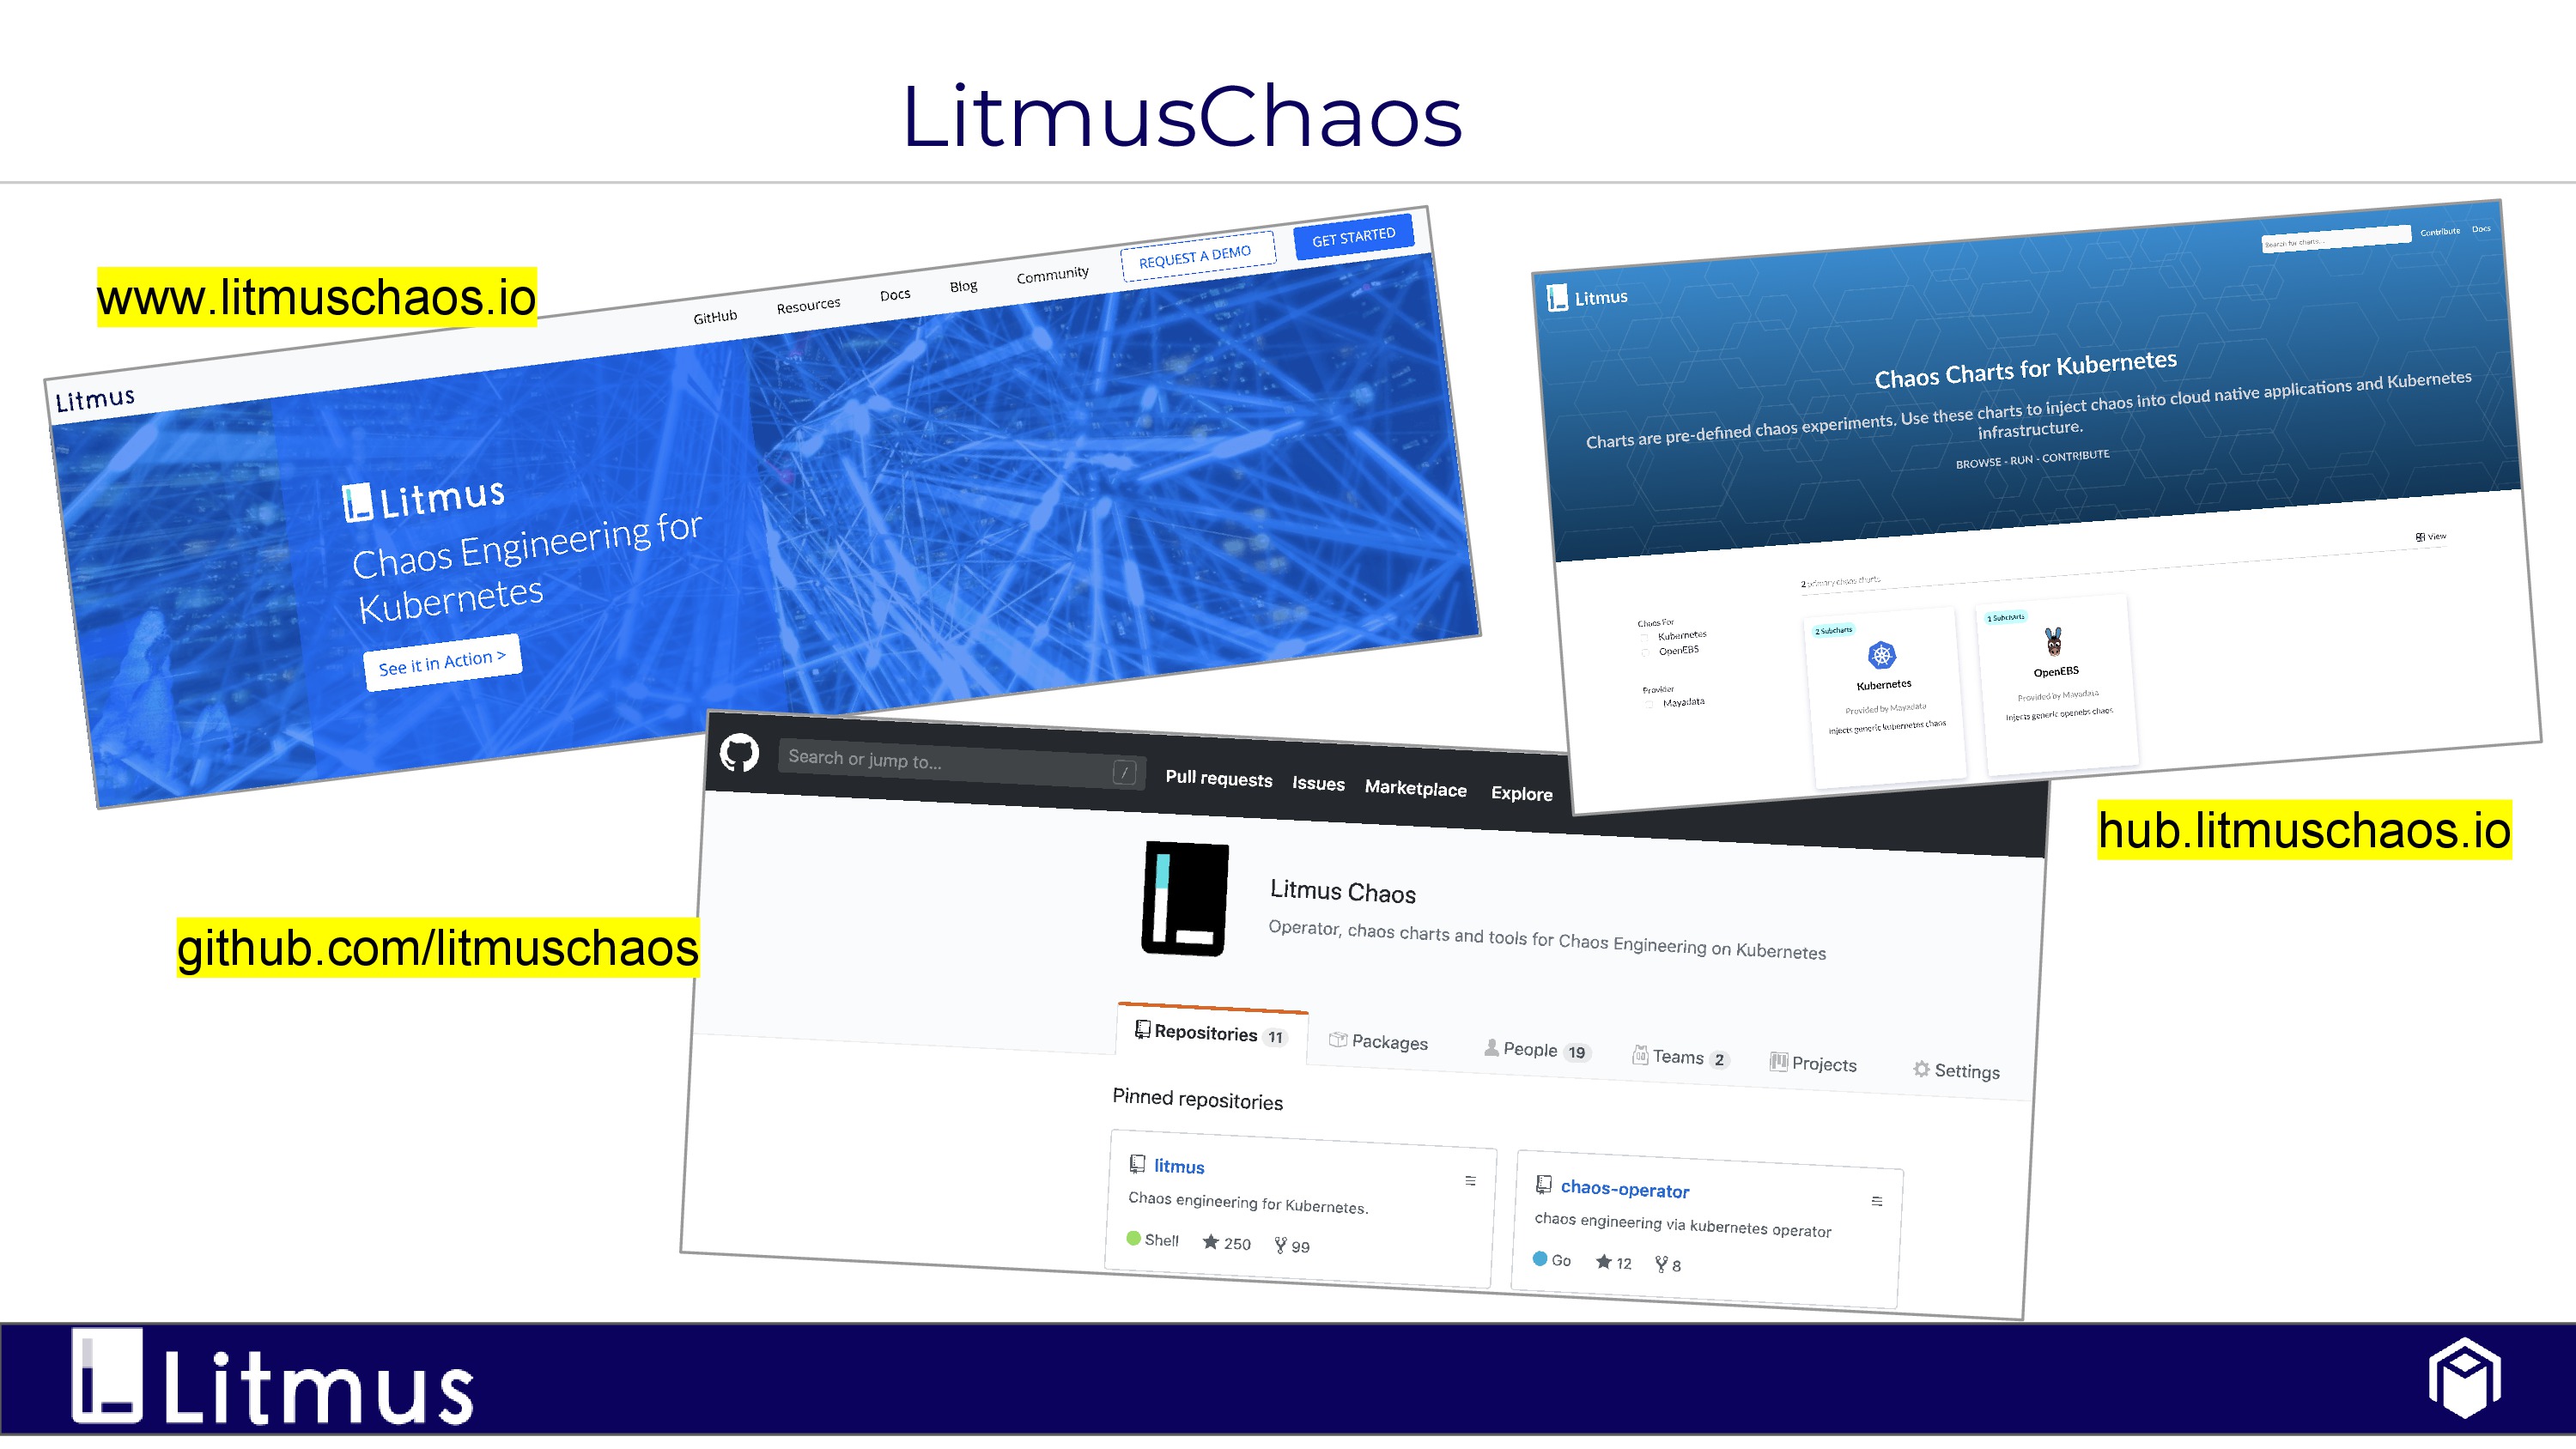 LitmusChaos
www.litmuschaos.io
Litmus
GitHub Resources Docs Blog Community REQUEST A DEMO GET STARTED
Litmus
Chaos Engineering for
Kubernetes
See it in Action >
Search for charts... Contribute Docs
Litmus
Chaos Charts for Kubernetes
Charts are pre-defined chaos experiments. Use these charts to inject chaos into cloud native applications and Kubernetes
infrastructure.
BROWSE - RUN - CONTRIBUTE
View
2 primary chaos charts
Chaos For
Kubernetes
OpenEBS
Provider
Mayadata
2 Subcharts
Kubernetes
Provided by Mayadata
Injects generic kubernetes chaos
1 Subcharts
OpenEBS
Provided by Mayadata
Injects generic openebs chaos
hub.litmuschaos.io
github.com/litmuschaos
Search or jump to... / Pull requests Issues Marketplace Explore
Litmus Chaos
Operator, chaos charts and tools for Chaos Engineering on Kubernetes
Repositories 11 Packages People 19 Teams 2 Projects Settings
Pinned repositories
litmus
Chaos engineering for Kubernetes.
Shell 250 99
chaos-operator
chaos engineering via kubernetes operator
Go 12 8
Litmus